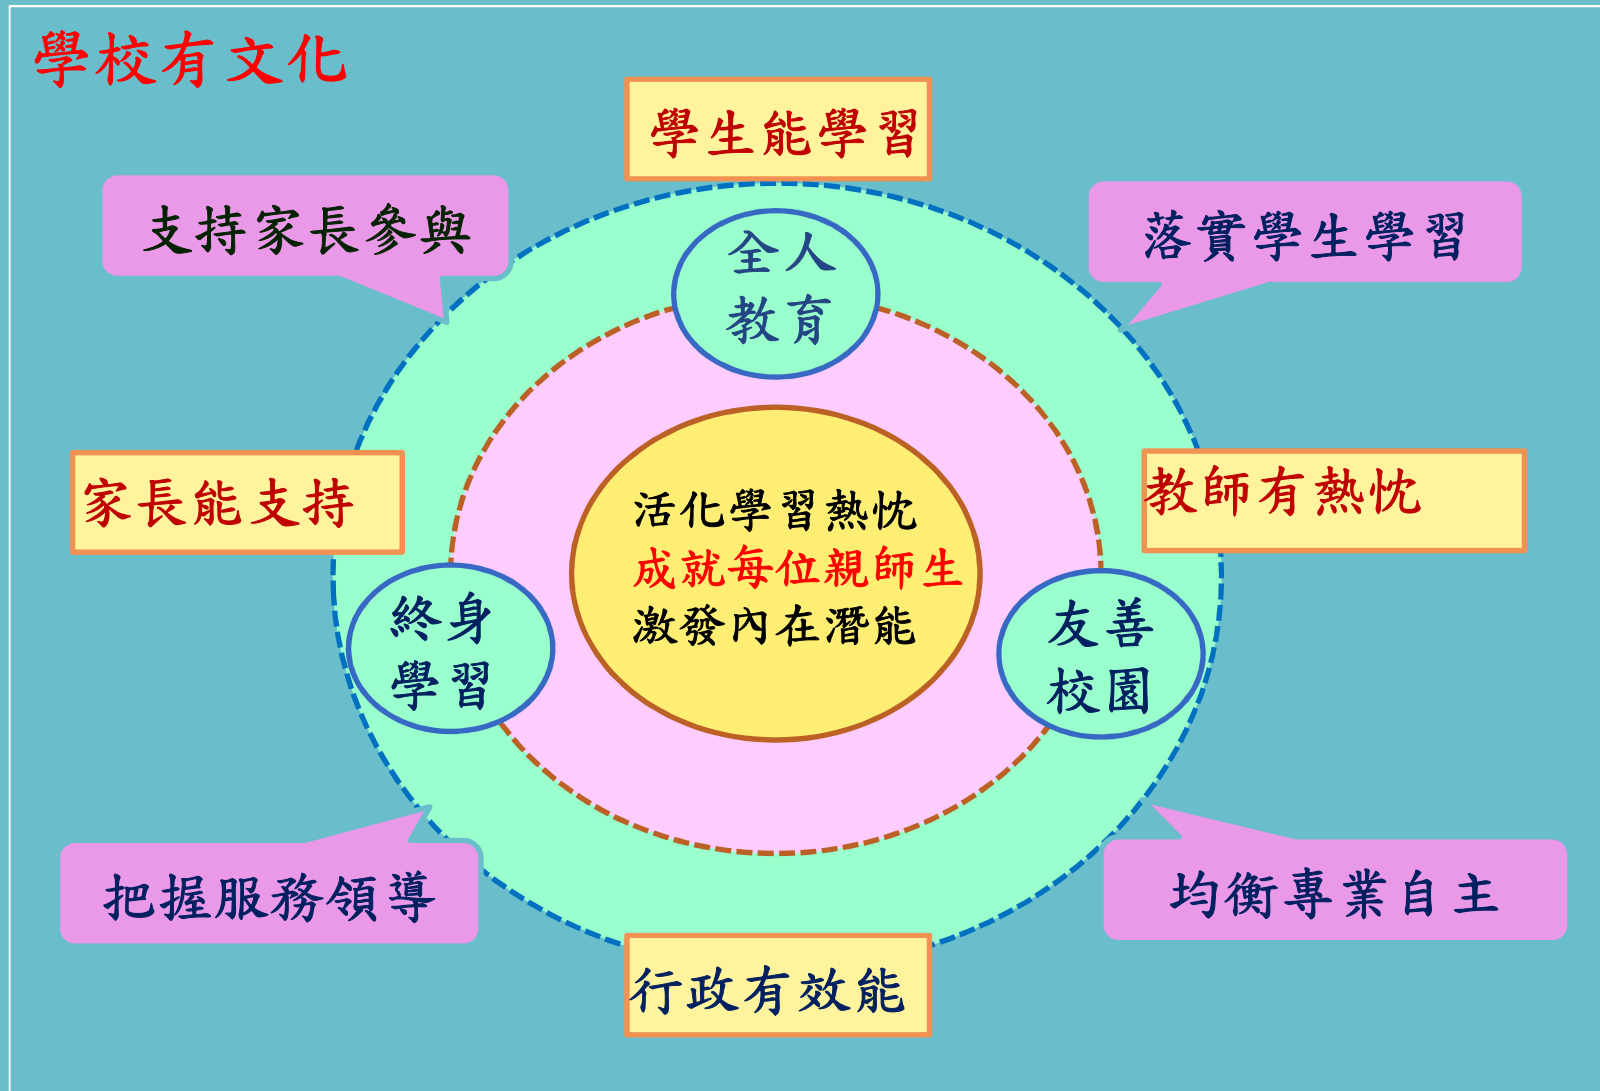 學校有文化
學生能學習
支持家長參與
落實學生學習
全人
教育
家長能支持
教師有熱忱
活化學習熱忱
成就每位親師生
激發內在潛能
終身
學習
友善
校園
把握服務領導
均衡專業自主
行政有效能